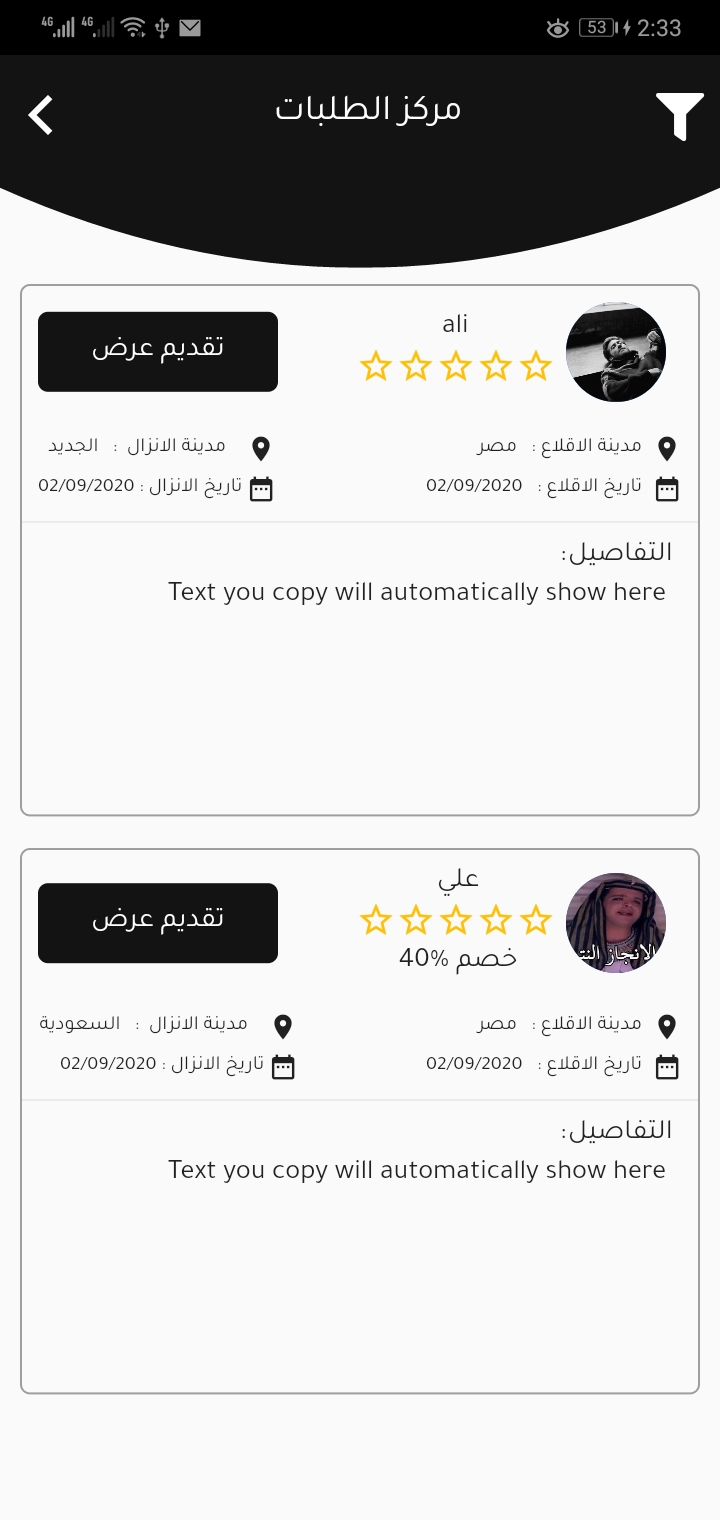 4G 4G 53 2:33
مركز الطلبات
ali
تقديم عرض
مدينة الاقلاع : مصر
مدينة الانزال : الجديد
تاريخ الاقلاع : 02/09/2020
تاريخ الانزال : 02/09/2020
التفاصيل:
Text you copy will automatically show here
علي
تقديم عرض
خصم 40%
الانجاز
مدينة الاقلاع : مصر
مدينة الانزال : السعودية
تاريخ الاقلاع : 02/09/2020
تاريخ الانزال : 02/09/2020
التفاصيل:
Text you copy will automatically show here